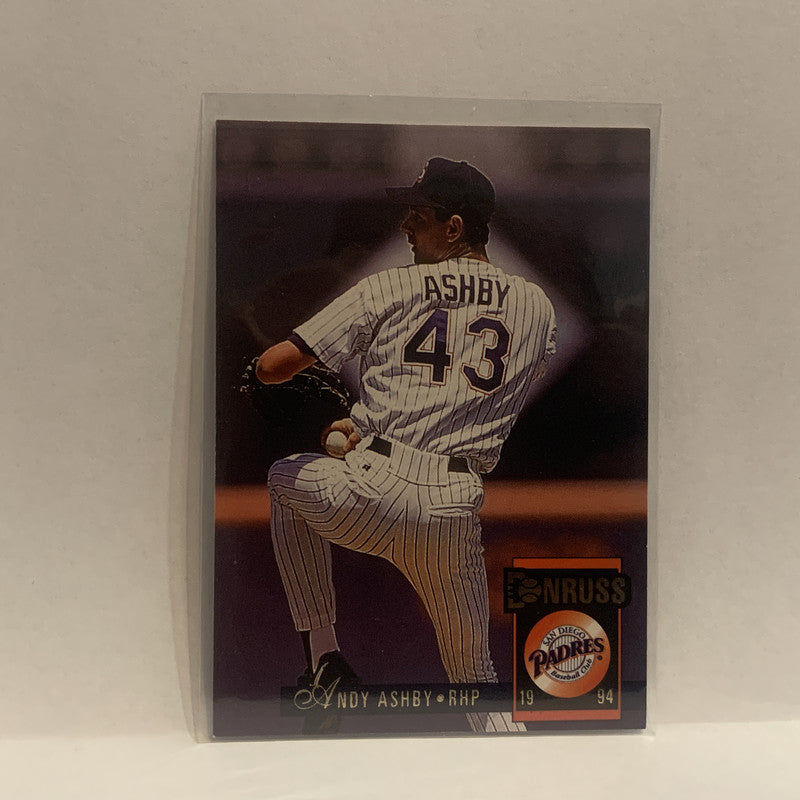 ASHBY
43
DONRUSS
SAN DIEGO
PADRES
Baseball Club
19 94
ANDY ASHBY • RHP